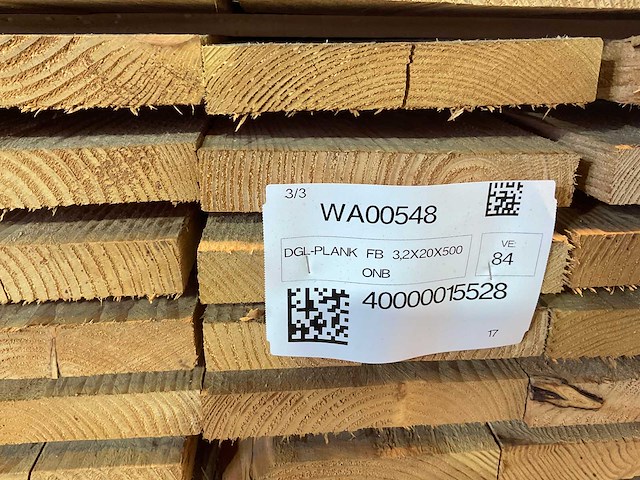 3/3
WA00548
DGL-PLANK FB 3,2X20X500
ONB
VE:
84
40000015528
17